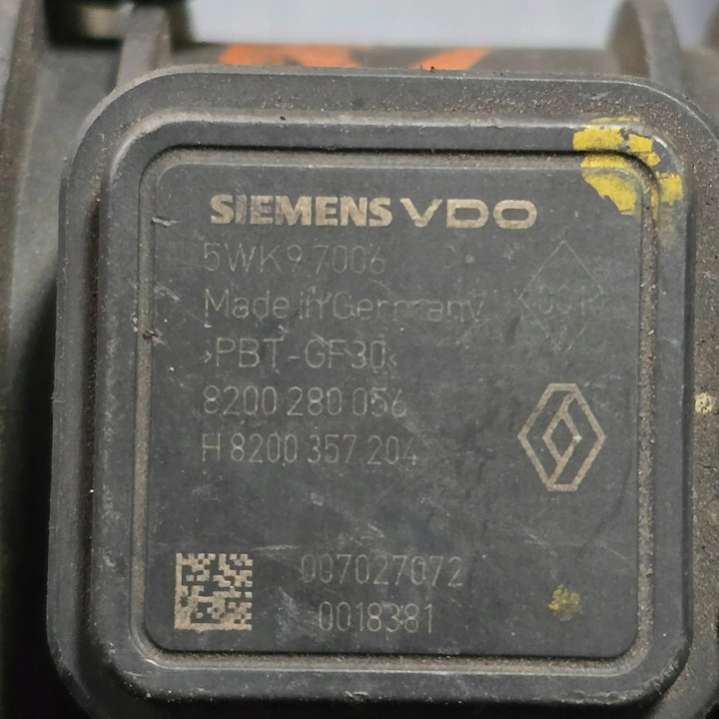 SIEMENS VDO
5WK9 7006
Made in Germany
>PBT-GF30<
8200 280 056
H 8200 357 204
007027072
0018381